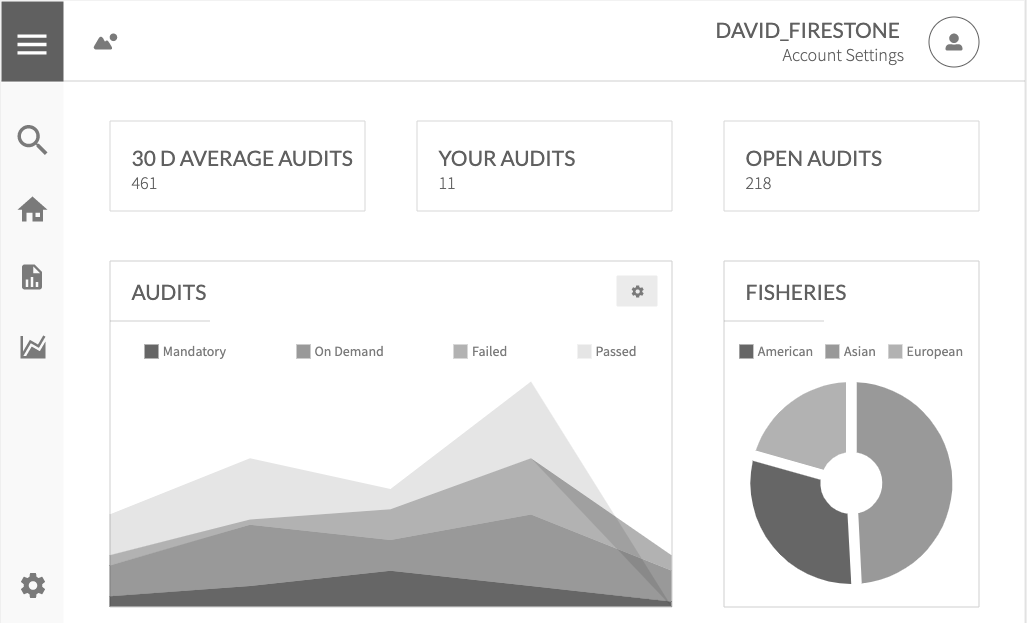 DAVID_FIRESTONE
Account Settings
30 D AVERAGE AUDITS
461
YOUR AUDITS
11
OPEN AUDITS
218
AUDITS
Mandatory On Demand Failed Passed
FISHERIES
American Asian European